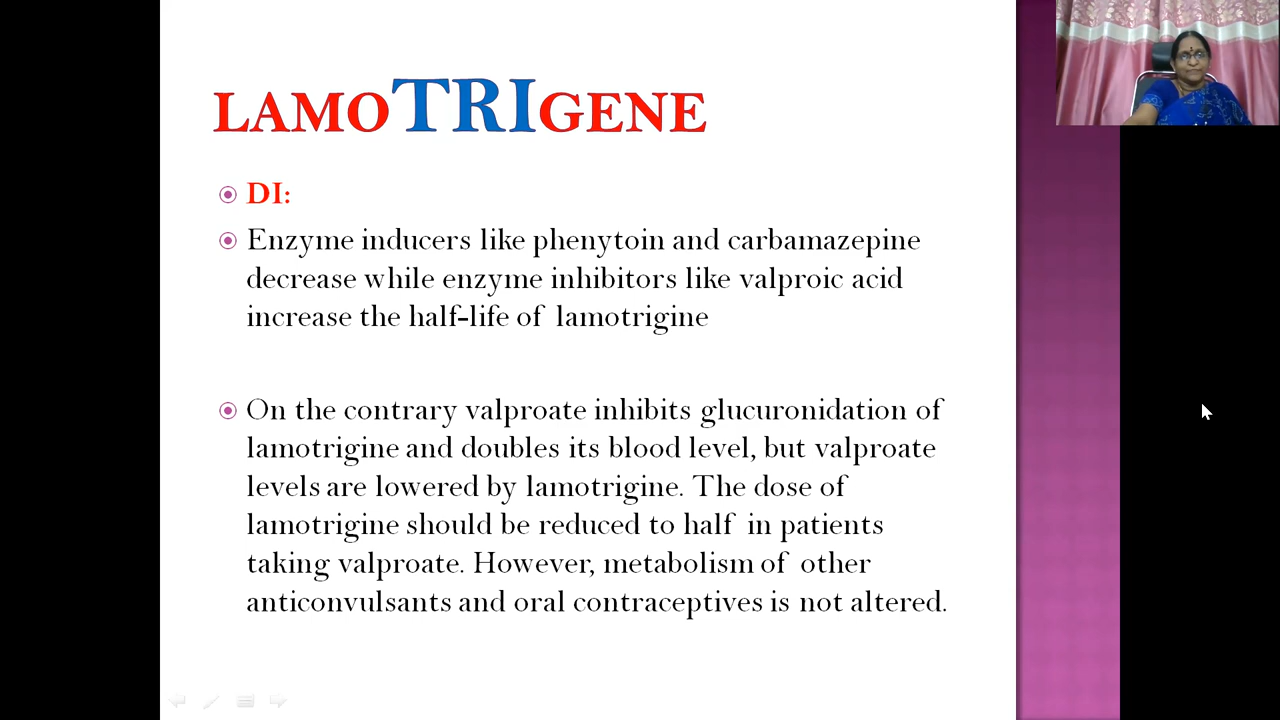 LAMOTRIGENE
DI:
Enzyme inducers like phenytoin and carbamazepine
decrease while enzyme inhibitors like valproic acid
increase the half-life of lamotrigine
On the contrary valproate inhibits glucuronidation of
lamotrigine and doubles its blood level, but valproate
levels are lowered by lamotrigine. The dose of
lamotrigine should be reduced to half in patients
taking valproate. However, metabolism of other
anticonvulsants and oral contraceptives is not altered.